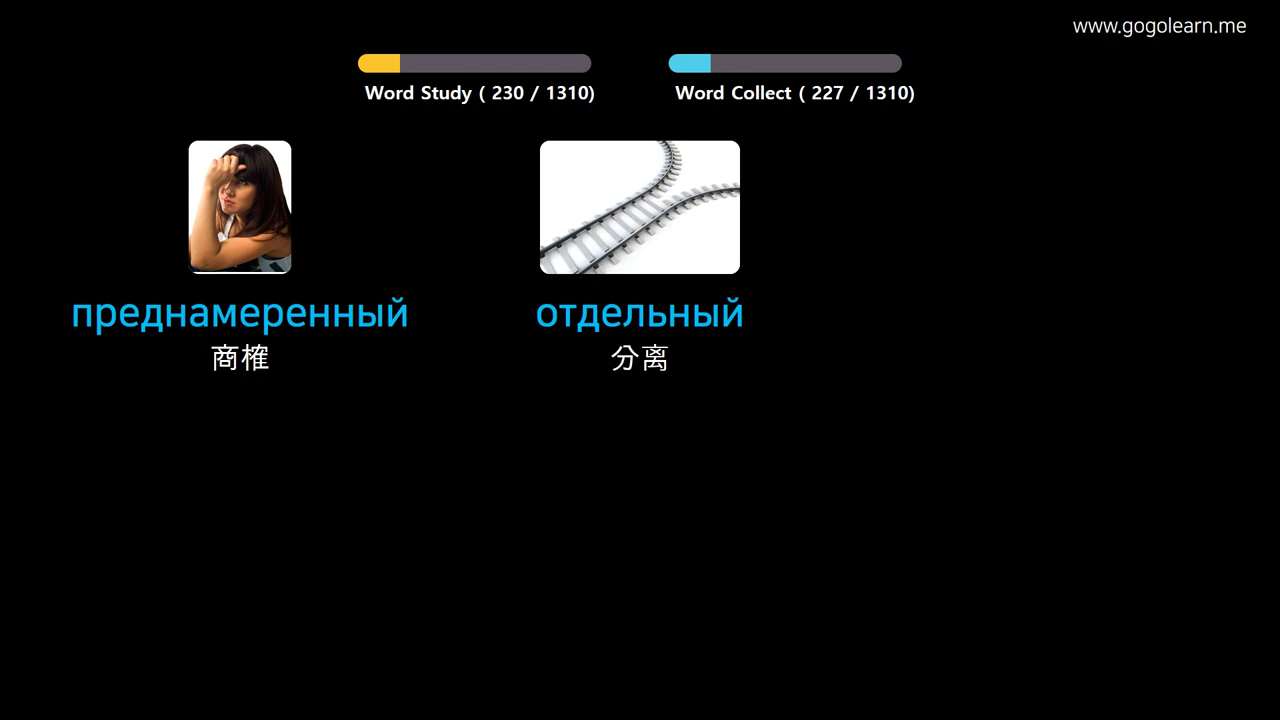 www.gogolearn.me
Word Study ( 230 / 1310)
Word Collect ( 227 / 1310)
преднамеренный
商榷
отдельный
分离